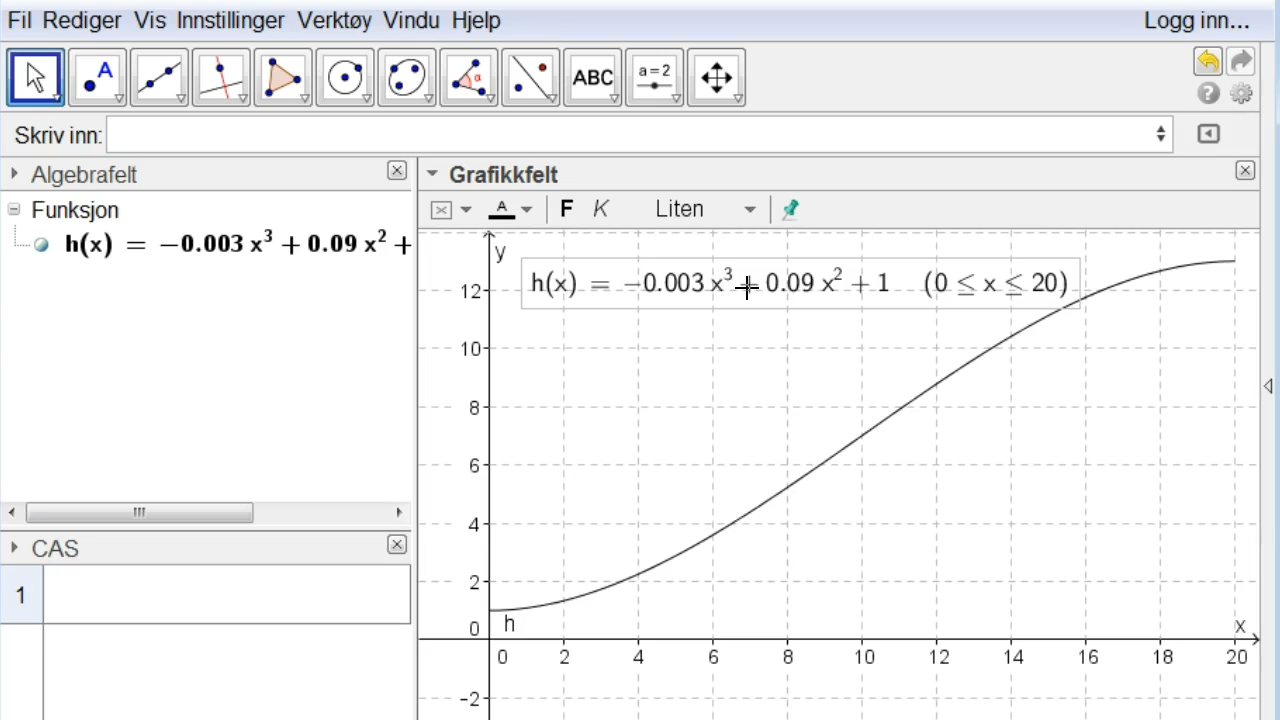 Fil Rediger Vis Innstillinger Verktøy Vindu Hjelp Logg inn...
A α ABC a=2
Skriv inn:
Algebrafelt
Funksjon
h(x) = −0.003 x³ + 0.09 x² +
CAS
1
Grafikkfelt
A F K Liten
y
h(x) = −0.003 x³ + 0.09 x² + 1 (0 ≤ x ≤ 20)
12
10
8
6
4
2
0
h
x
0 2 4 6 8 10 12 14 16 18 20
−2